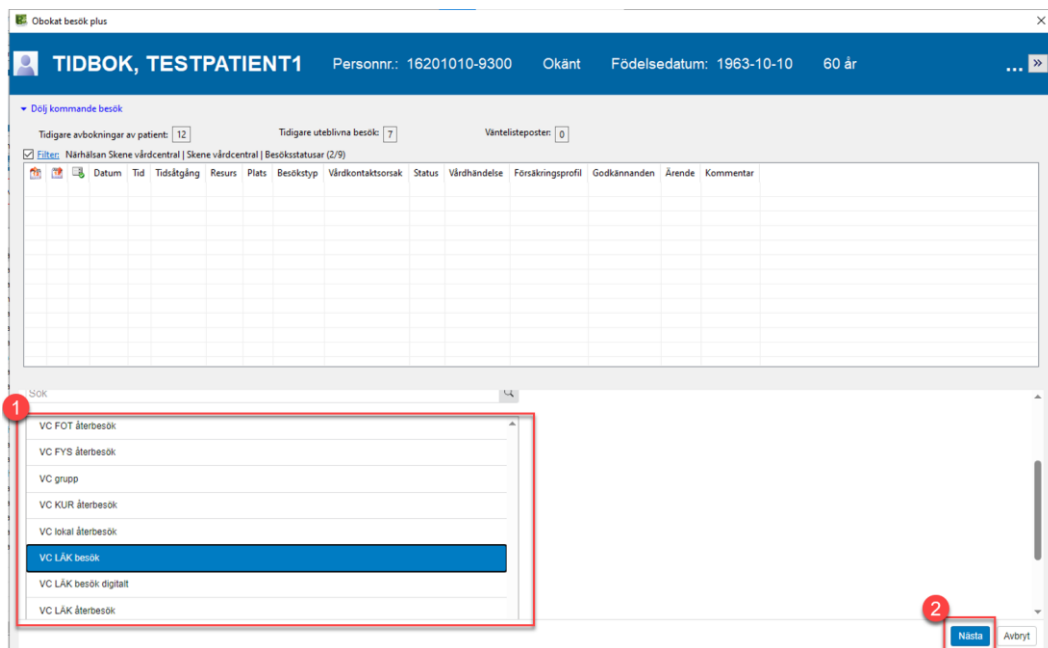 Obokat besök plus
TIDBOK, TESTPATIENT1 Personnr.: 16201010-9300 Okänt Födelsedatum: 1963-10-10 60 år ... »
Dölj kommande besök
Tidigare avbokningar av patient: 12 Tidigare uteblivna besök: 7 Väntelisteposter: 0
Filter: Närhälsan Skene vårdcentral | Skene vårdcentral | Besöksstatusar (2/9)
Datum Tid Tidsåtgång Resurs Plats Besökstyp Vårdkontaktsorsak Status Vårdhändelse Försäkringsprofil Godkännanden Ärende Kommentar
Sök
1
VC FOT återbesök
VC FYS återbesök
VC grupp
VC KUR återbesök
VC lokal återbesök
VC LÄK besök
VC LÄK besök digitalt
VC LÄK återbesök
2
Nästa Avbryt